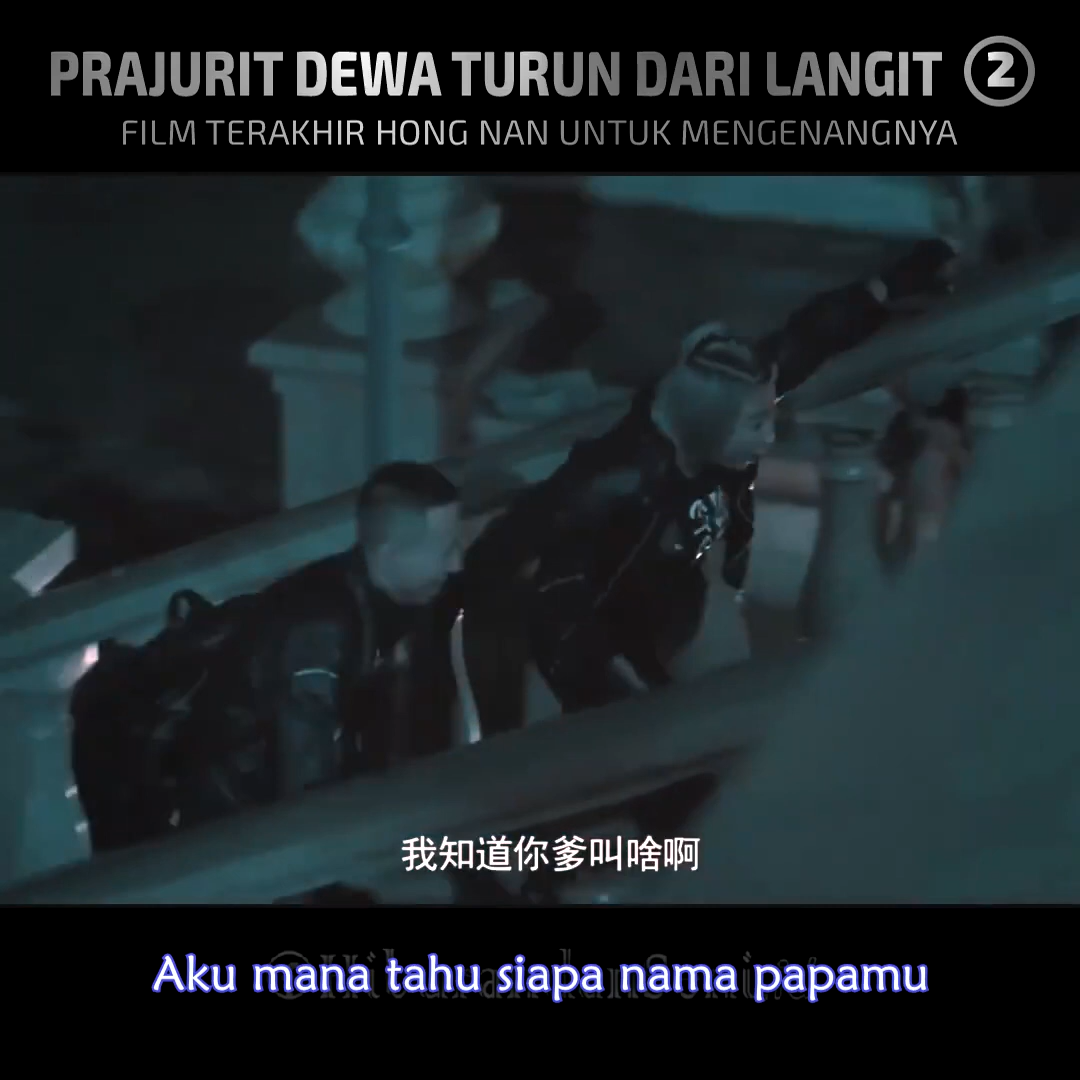 PRAJURIT DEWA TURUN DARI LANGIT ②
FILM TERAKHIR HONG NAN UNTUK MENGENANGNYA
我知道你爹叫啥啊
Aku mana tahu siapa nama papamu